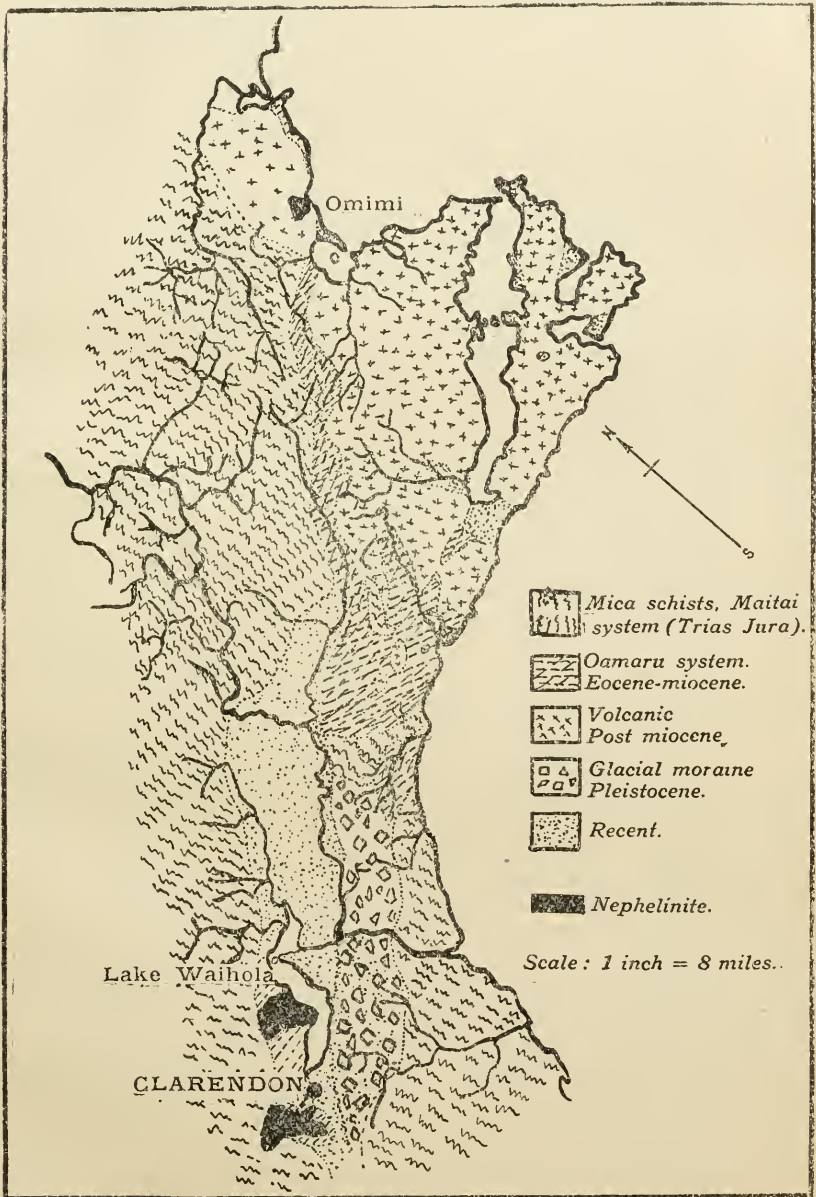 Omimi
N
S
Mica schists, Maitai
system (Trias Jura).
Oamaru system.
Eocene-miocene.
Volcanic
Post miocene,
Glacial moraine
Pleistocene.
Recent.
Nephelinite.
Scale: 1 inch = 8 miles.
Lake Waihola
CLARENDON